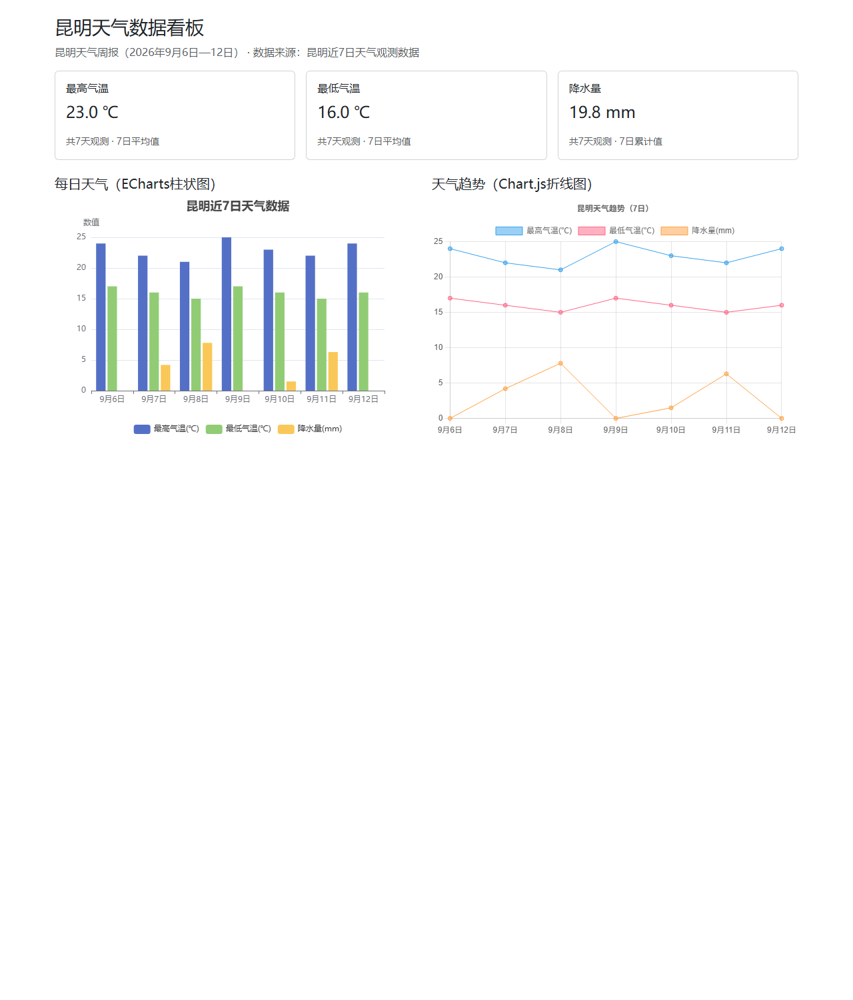 昆明天气数据看板
昆明天气周报（2026年9月6日—12日） · 数据来源：昆明近7日天气观测数据
最高气温
23.0 ℃
共7天观测 · 7日平均值
最低气温
16.0 ℃
共7天观测 · 7日平均值
降水量
19.8 mm
共7天观测 · 7日累计值
每日天气（ECharts柱状图）
昆明近7日天气数据
数值
25
20
15
10
5
0
9月6日 9月7日 9月8日 9月9日 9月10日 9月11日 9月12日
最高气温(℃) 最低气温(℃) 降水量(mm)
天气趋势（Chart.js折线图）
昆明天气趋势（7日）
最高气温(℃) 最低气温(℃) 降水量(mm)
25
20
15
10
5
0
9月6日 9月7日 9月8日 9月9日 9月10日 9月11日 9月12日